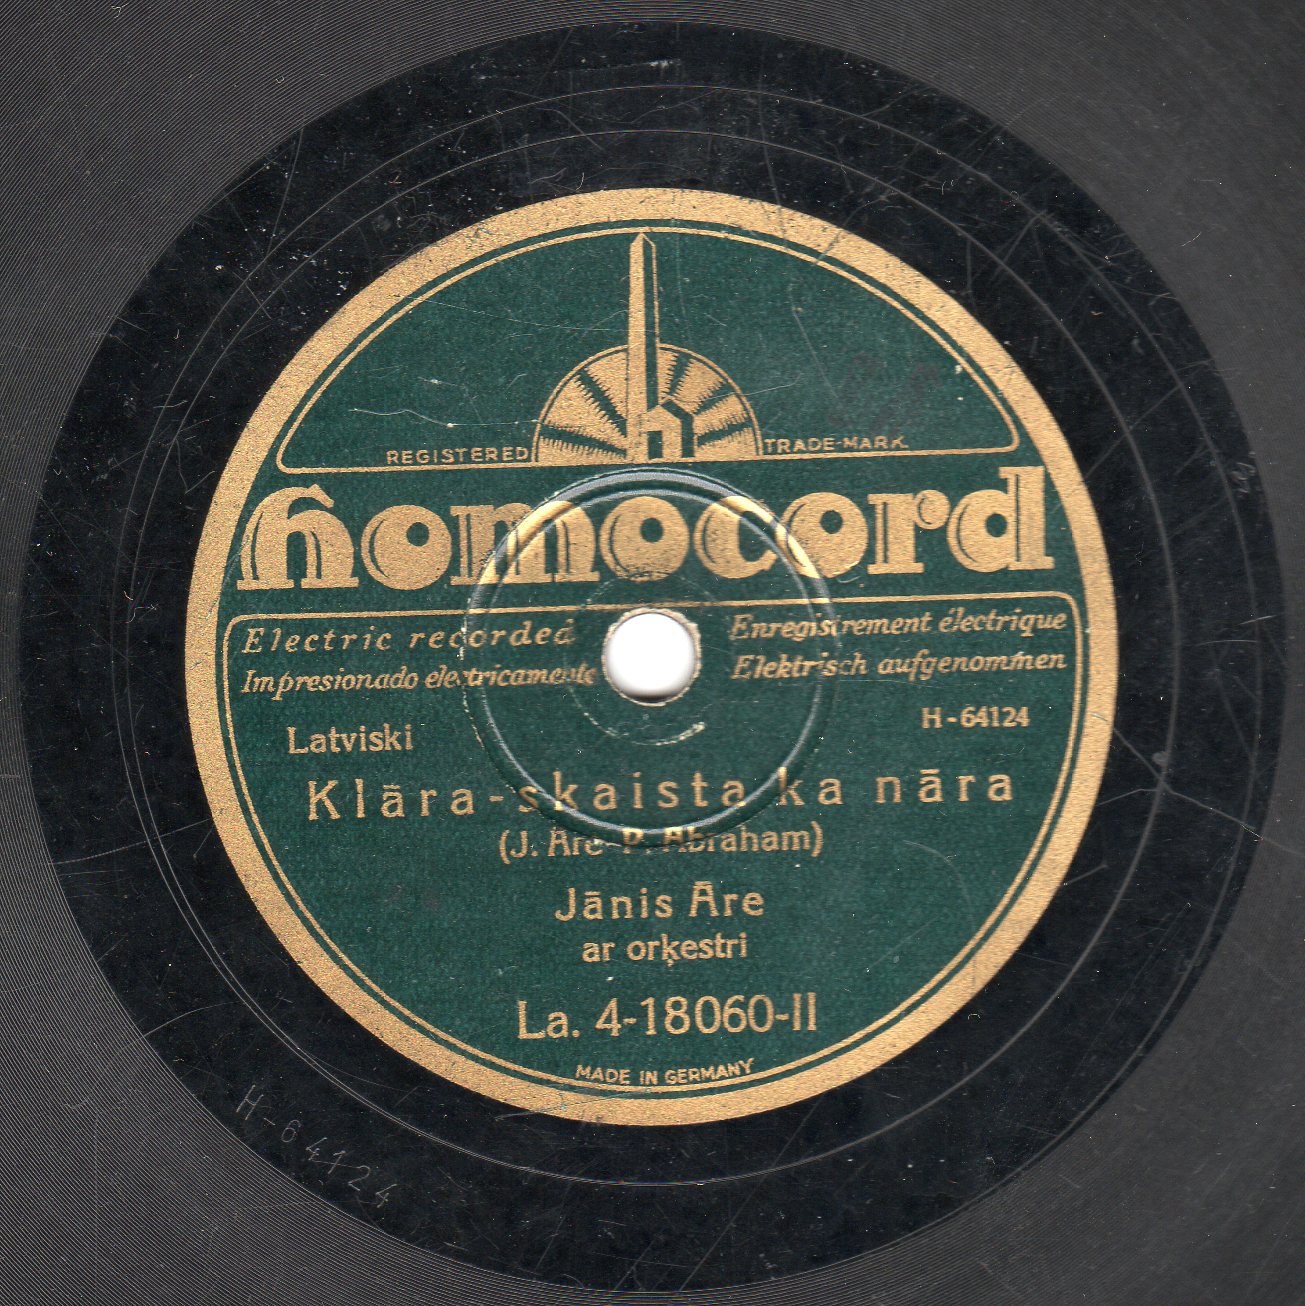 REGISTERED TRADE-MARK
homocord
Electric recorded
Impresionado electricamente
Enregistrement électrique
Elektrisch aufgenommen
H-64124
Latviski
Klāra-skaista ka nāra
(J. Āre-P. Abraham)
Jānis Āre
ar orķestri
La. 4-18060-II
MADE IN GERMANY
H-64124